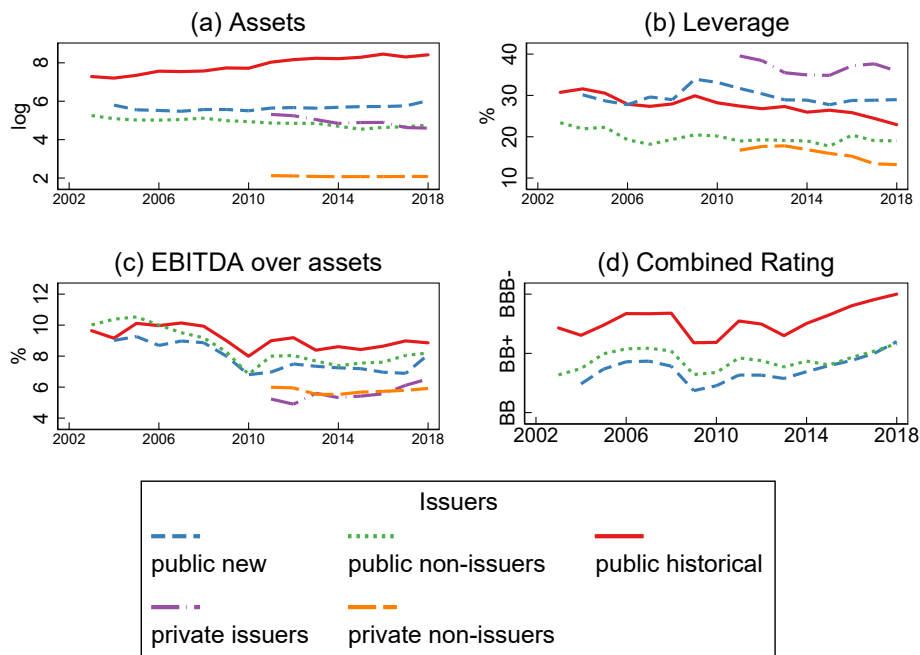 (a) Assets
(b) Leverage
log
2 4 6 8
2002 2006 2010 2014 2018
%
10 20 30 40
2002 2006 2010 2014 2018
(c) EBITDA over assets
(d) Combined Rating
%
4 6 8 10 12
2002 2006 2010 2014 2018
BB BB+ BBB-
2002 2006 2010 2014 2018
Issuers
public new
public non-issuers
public historical
private issuers
private non-issuers